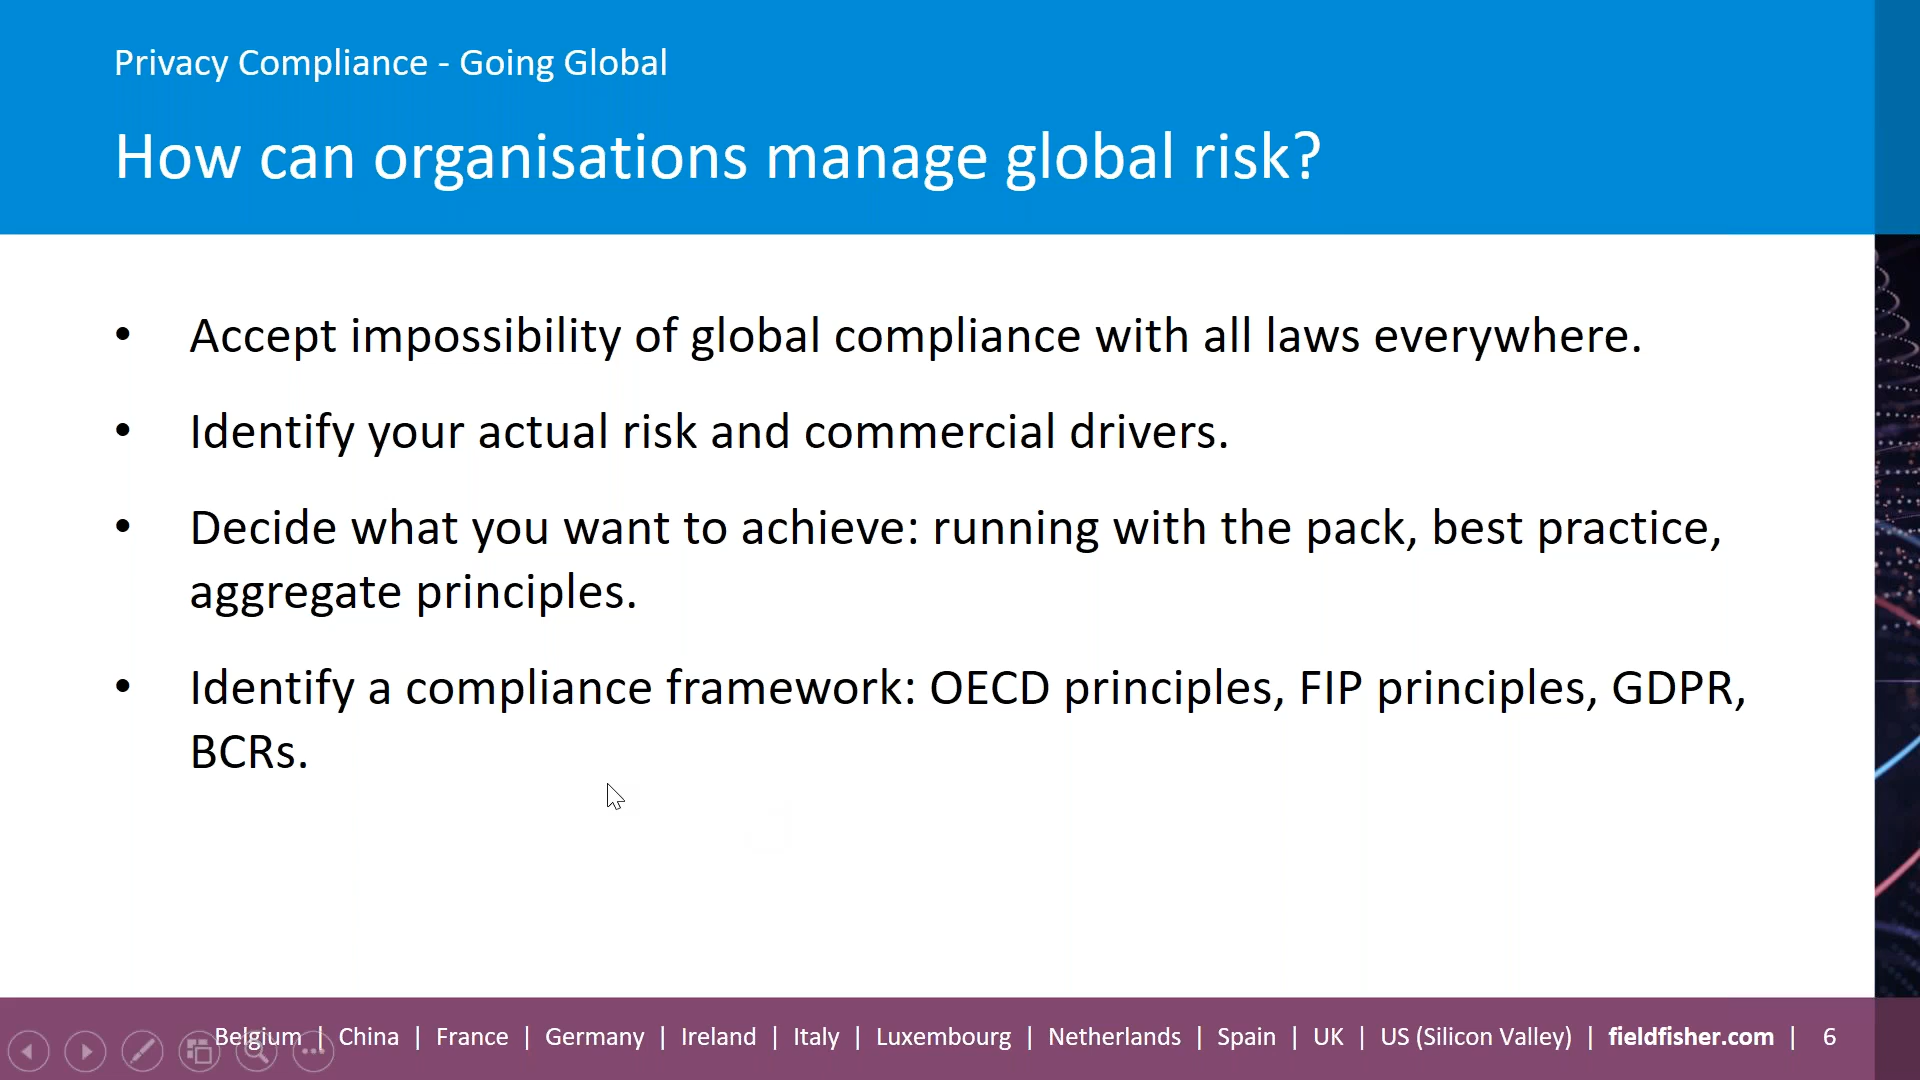 Privacy Compliance - Going Global
How can organisations manage global risk?
• Accept impossibility of global compliance with all laws everywhere.
• Identify your actual risk and commercial drivers.
• Decide what you want to achieve: running with the pack, best practice,
aggregate principles.
• Identify a compliance framework: OECD principles, FIP principles, GDPR,
BCRs.
Belgium | China | France | Germany | Ireland | Italy | Luxembourg | Netherlands | Spain | UK | US (Silicon Valley) | fieldfisher.com | 6